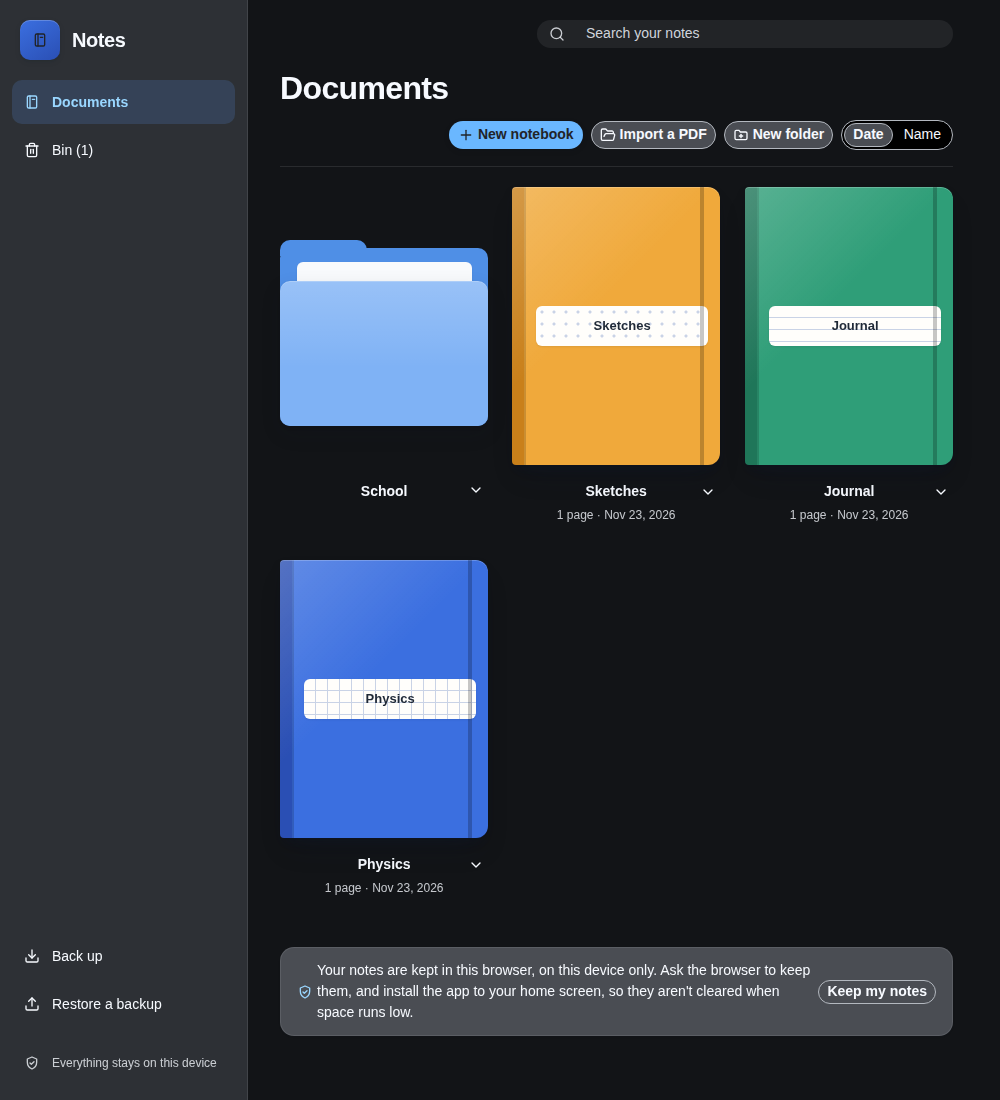 Notes
Documents
Bin (1)
Back up
Restore a backup
Everything stays on this device
Search your notes
Documents
New notebook
Import a PDF
New folder
Date
Name
Sketches
Journal
School
Sketches
1 page · Nov 23, 2026
Journal
1 page · Nov 23, 2026
Physics
Physics
1 page · Nov 23, 2026
Your notes are kept in this browser, on this device only. Ask the browser to keep
them, and install the app to your home screen, so they aren't cleared when
space runs low.
Keep my notes